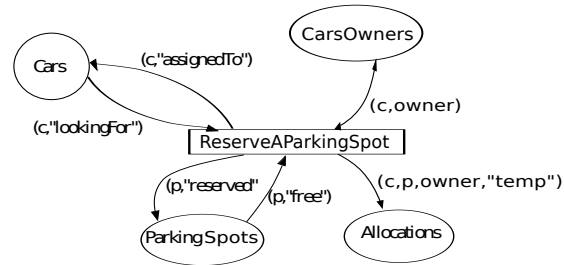 CarsOwners
Cars
(c,"assignedTo")
(c,owner)
(c,"lookingFor")
ReserveAParkingSpot
(p,"reserved"
(p,"free")
(c,p,owner,"temp")
ParkingSpots
Allocations